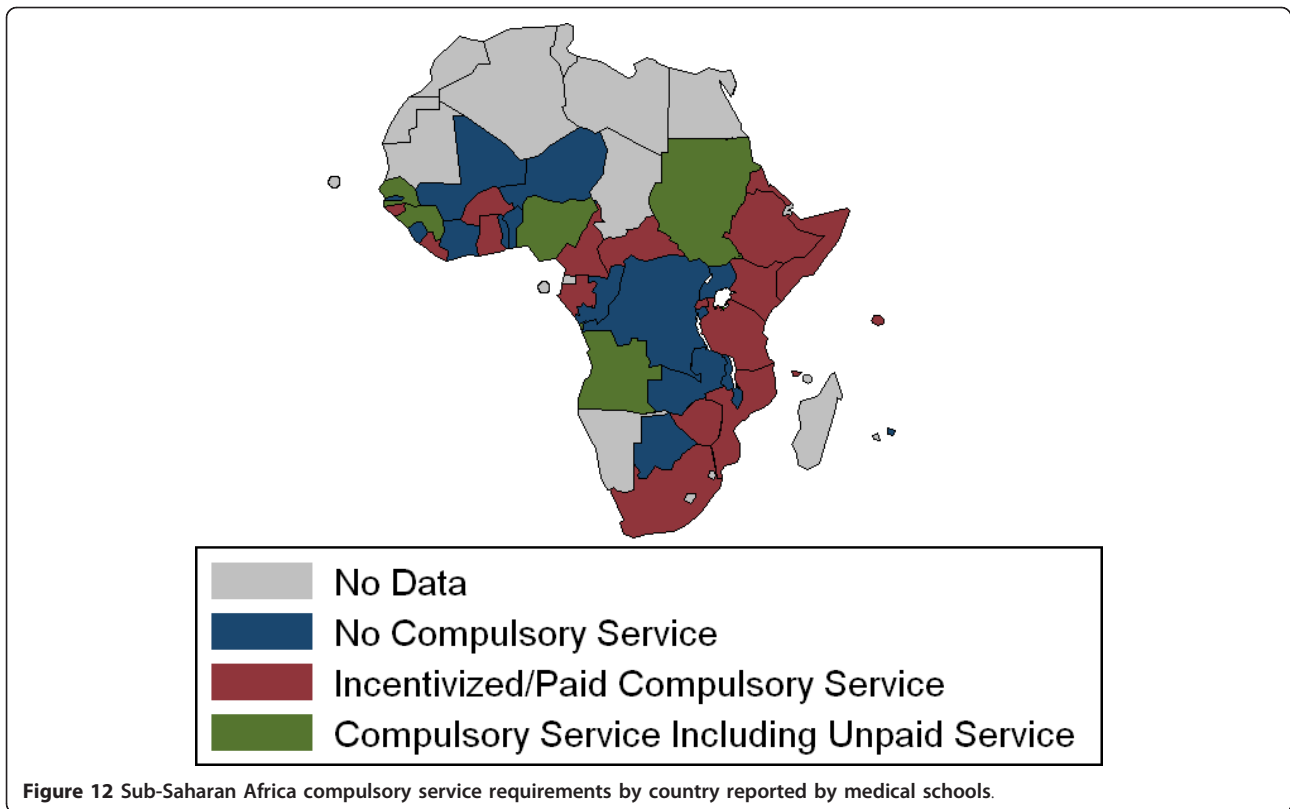 No Data
No Compulsory Service
Incentivized/Paid Compulsory Service
Compulsory Service Including Unpaid Service
Figure 12 Sub-Saharan Africa compulsory service requirements by country reported by medical schools.